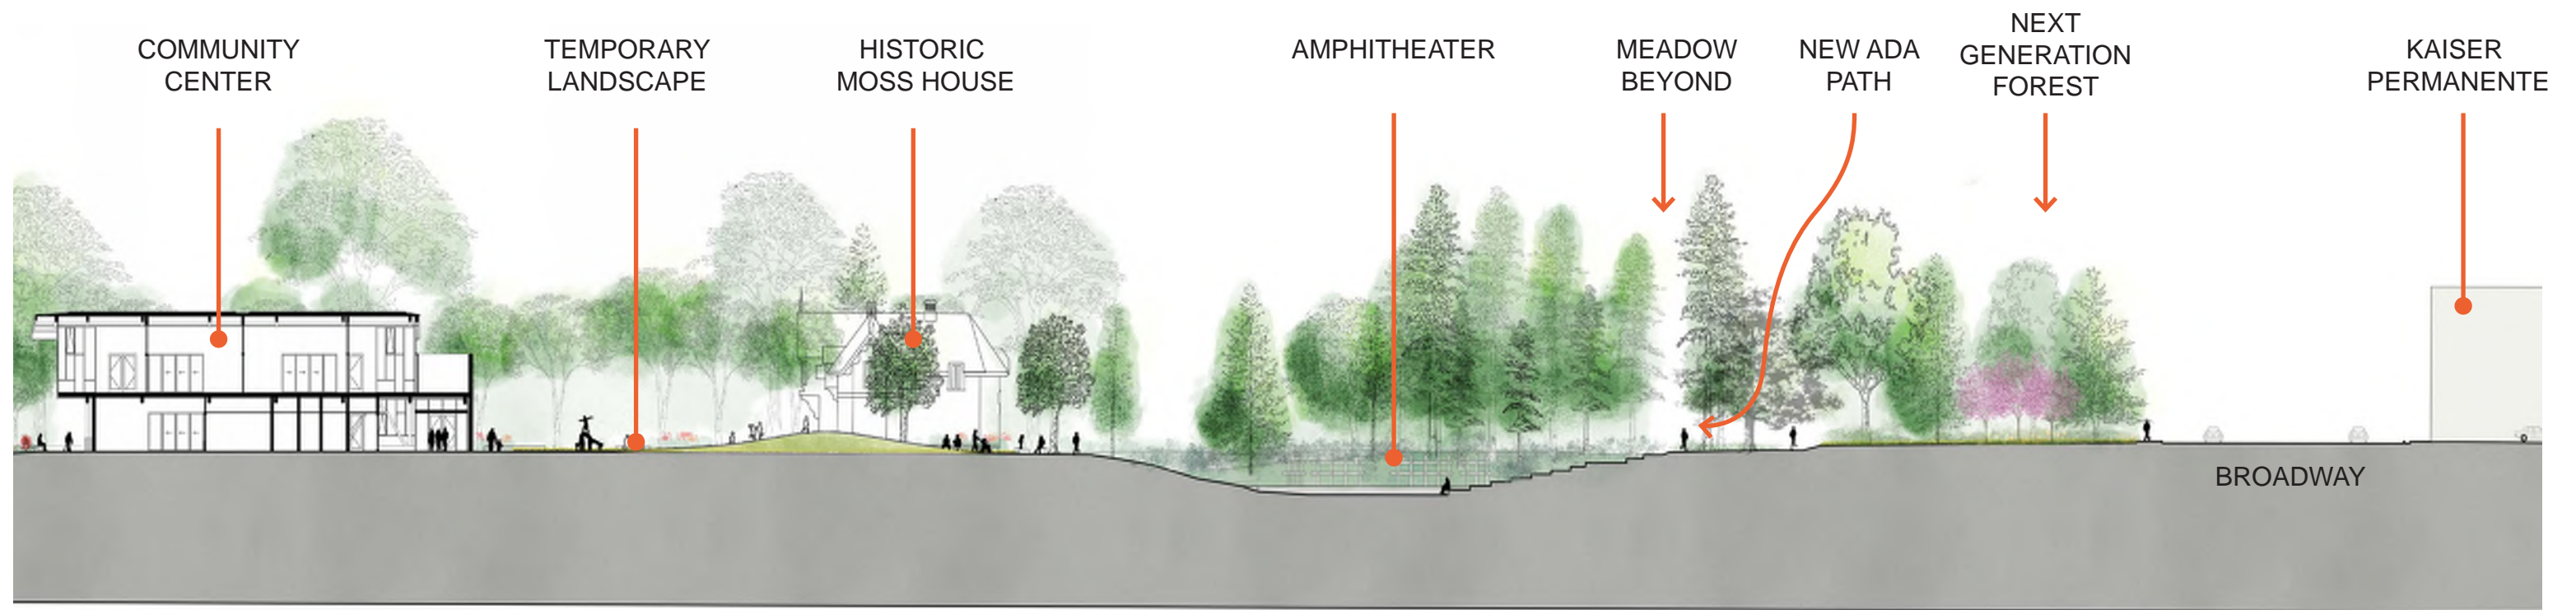 COMMUNITY
CENTER
TEMPORARY
LANDSCAPE
HISTORIC
MOSS HOUSE
AMPHITHEATER
MEADOW
BEYOND
NEW ADA
PATH
NEXT
GENERATION
FOREST
KAISER
PERMANENTE
BROADWAY